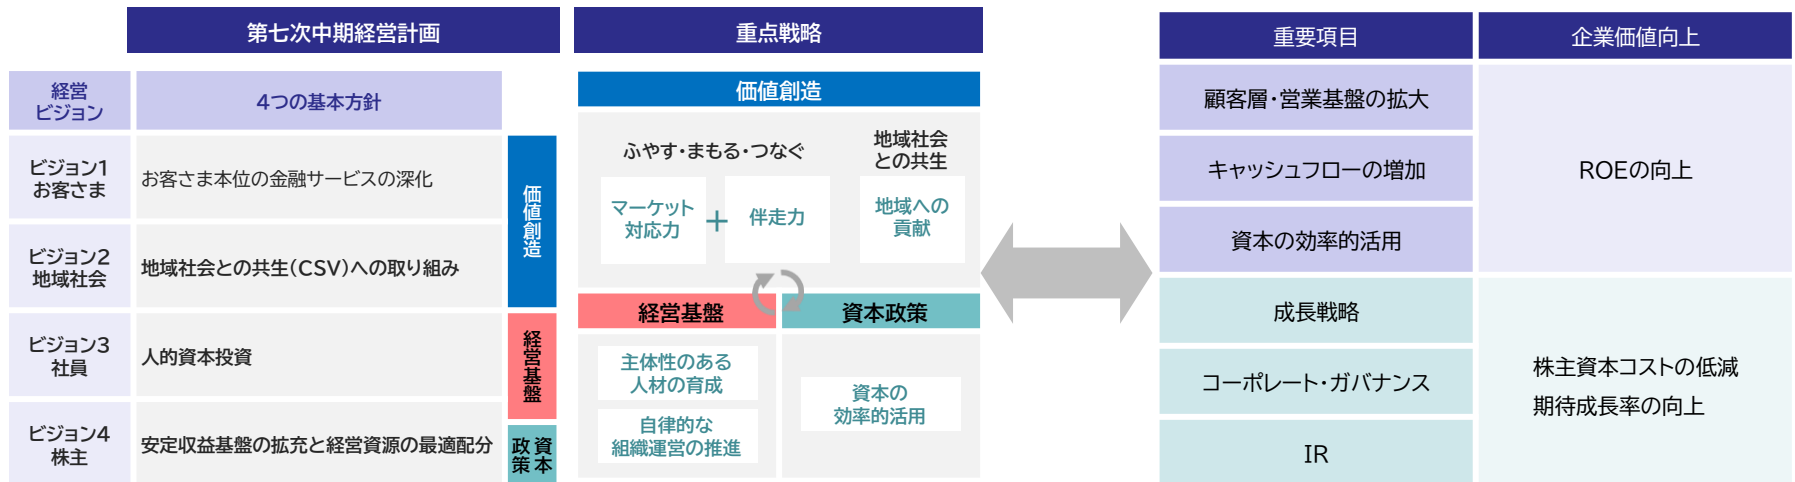 第七次中期経営計画
経営
ビジョン
4つの基本方針
ビジョン1
お客さま
お客さま本位の金融サービスの深化
ビジョン2
地域社会
地域社会との共生(CSV)への取り組み
価値創造
ビジョン3
社員
人的資本投資
経営基盤
ビジョン4
株主
安定収益基盤の拡充と経営資源の最適配分
資本
政策
重点戦略
価値創造
ふやす・まもる・つなぐ
地域社会
との共生
マーケット
対応力
+
伴走力
地域への
貢献
経営基盤
主体性のある
人材の育成
自律的な
組織運営の推進
資本政策
資本の
効率的活用
重要項目
企業価値向上
顧客層・営業基盤の拡大
キャッシュフローの増加
資本の効率的活用
ROEの向上
成長戦略
コーポレート・ガバナンス
IR
株主資本コストの低減
期待成長率の向上